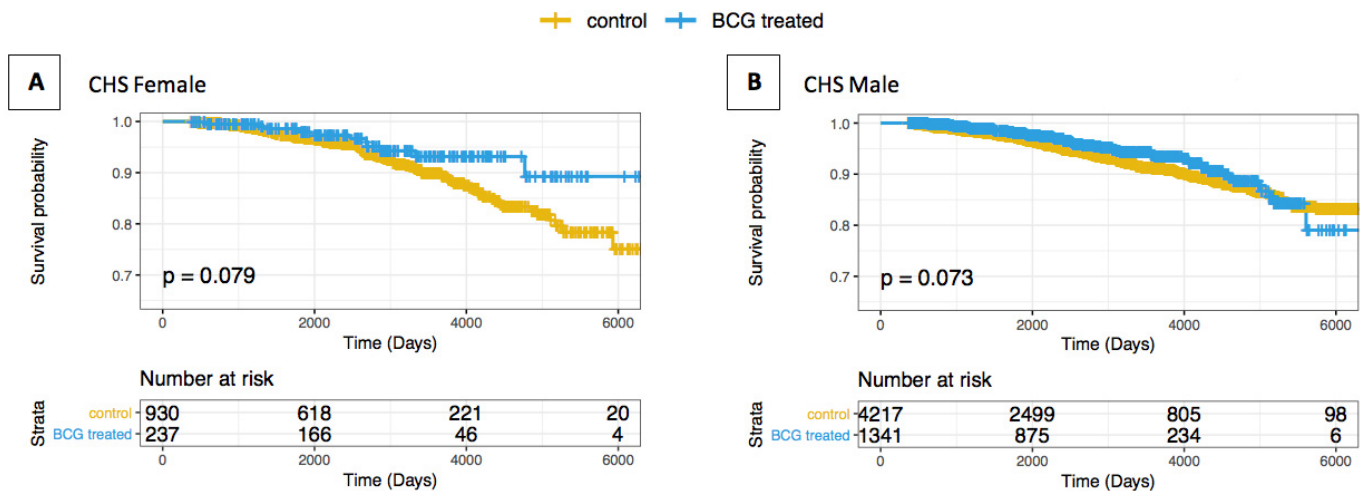 control BCG treated
A CHS Female
Survival probability
1.0
0.9
0.8
0.7
p = 0.079
0 2000 4000 6000
Time (Days)
Number at risk
Strata
control 930 618 221 20
BCG treated 237 166 46 4
0 2000 4000 6000
Time (Days)
B CHS Male
Survival probability
1.0
0.9
0.8
0.7
p = 0.073
0 2000 4000 6000
Time (Days)
Number at risk
Strata
control 4217 2499 805 98
BCG treated 1341 875 234 6
0 2000 4000 6000
Time (Days)